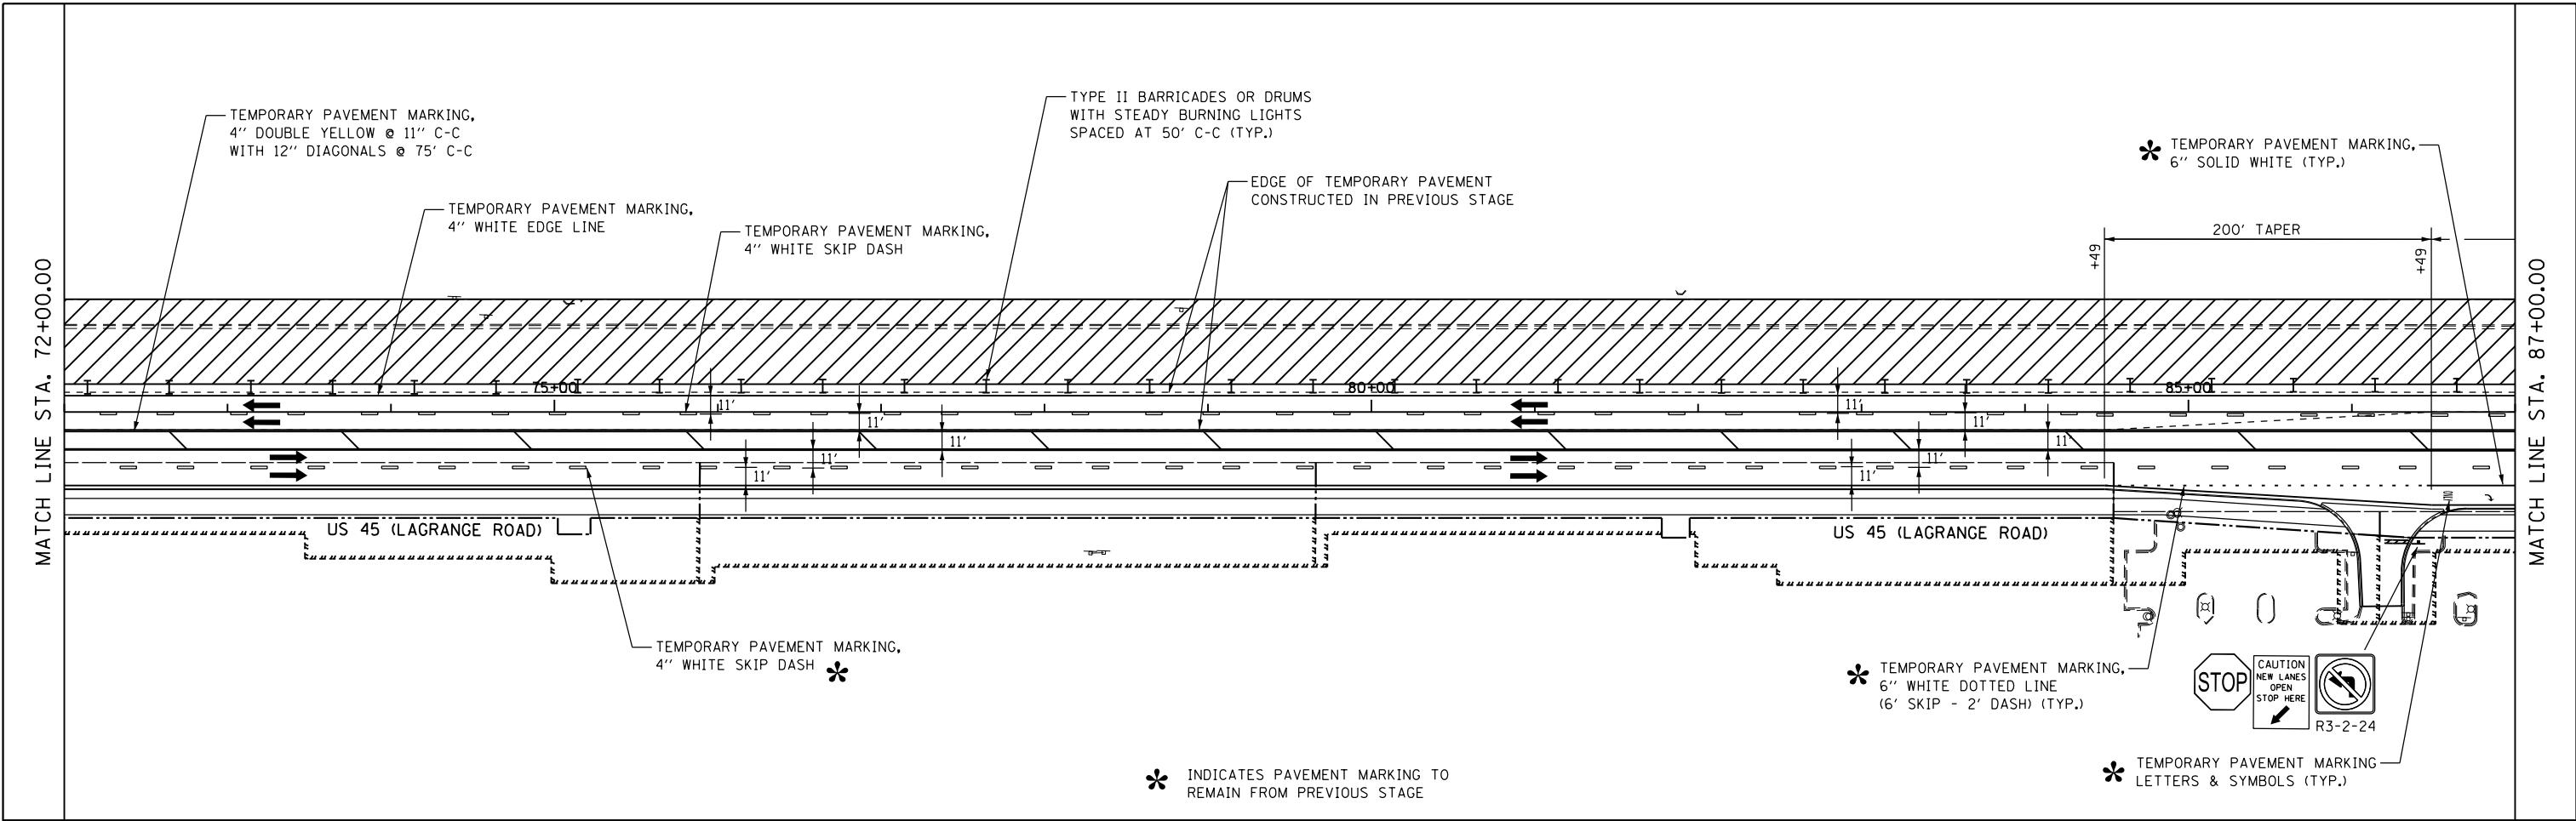 MATCH LINE STA. 72+00.00
TEMPORARY PAVEMENT MARKING,
4'' DOUBLE YELLOW @ 11'' C-C
WITH 12'' DIAGONALS @ 75' C-C
TEMPORARY PAVEMENT MARKING,
4'' WHITE EDGE LINE
TEMPORARY PAVEMENT MARKING,
4'' WHITE SKIP DASH
TYPE II BARRICADES OR DRUMS
WITH STEADY BURNING LIGHTS
SPACED AT 50' C-C (TYP.)
EDGE OF TEMPORARY PAVEMENT
CONSTRUCTED IN PREVIOUS STAGE
* TEMPORARY PAVEMENT MARKING,
6'' SOLID WHITE (TYP.)
200' TAPER
+49
+49
75+00
80+00
85+00
11'
11'
11'
11'
11'
11'
11'
11'
11'
11'
US 45 (LAGRANGE ROAD)
US 45 (LAGRANGE ROAD)
TEMPORARY PAVEMENT MARKING,
4'' WHITE SKIP DASH *
* TEMPORARY PAVEMENT MARKING,
6'' WHITE DOTTED LINE
(6' SKIP - 2' DASH) (TYP.)
STOP
CAUTION
NEW LANES
OPEN
STOP HERE
R3-2-24
* TEMPORARY PAVEMENT MARKING
LETTERS & SYMBOLS (TYP.)
* INDICATES PAVEMENT MARKING TO
REMAIN FROM PREVIOUS STAGE
MATCH LINE STA. 87+00.00